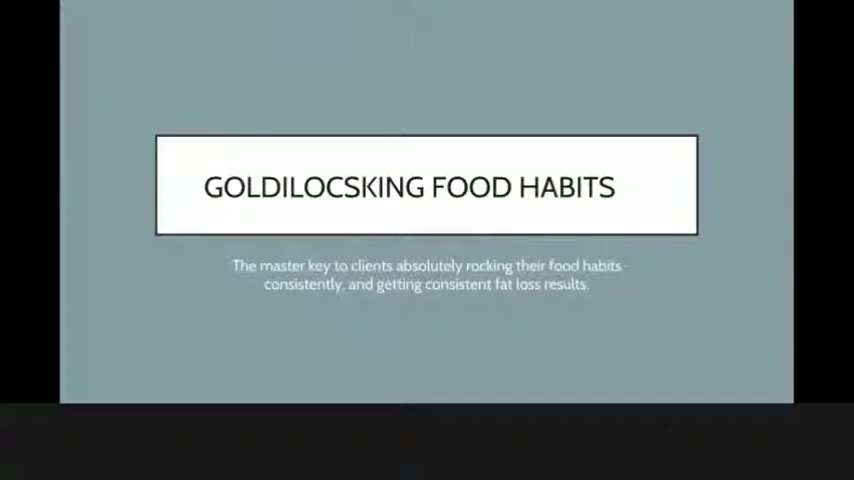 GOLDILOCSKING FOOD HABITS
The master key to clients absolutely rocking their food habits
consistently, and getting consistent fat loss results.